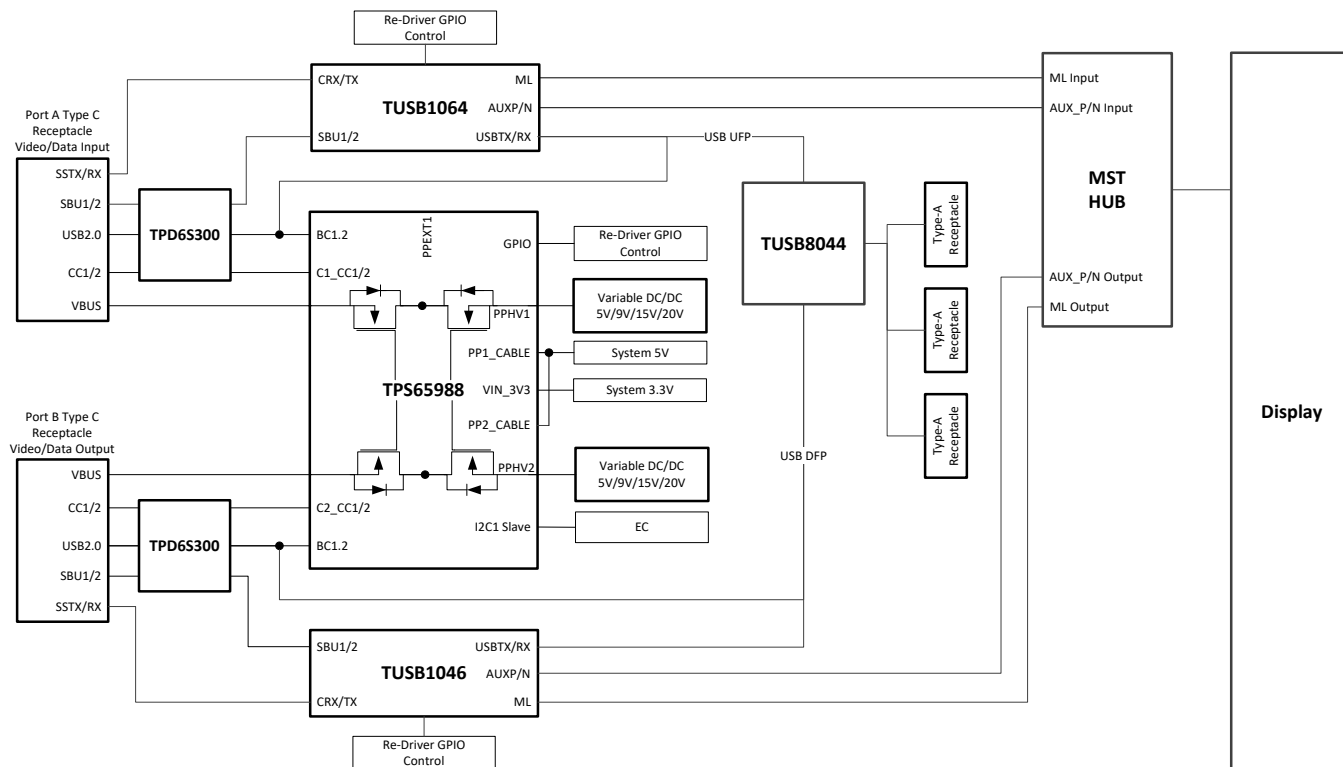 Re-Driver GPIO
Control
CRX/TX
ML
TUSB1064
AUXP/N
SBU1/2
USBTX/RX
Port A Type C
Receptacle
Video/Data Input
SSTX/RX
SBU1/2
USB2.0
CC1/2
VBUS
TPD6S300
USB UFP
ML Input
AUX_P/N Input
MST
HUB
AUX_P/N Output
ML Output
Display
PPEXT1
BC1.2
C1_CC1/2
GPIO
Re-Driver GPIO
Control
PPHV1
Variable DC/DC
5V/9V/15V/20V
PP1_CABLE
System 5V
TPS65988
VIN_3V3
System 3.3V
PP2_CABLE
PPHV2
Variable DC/DC
5V/9V/15V/20V
C2_CC1/2
I2C1 Slave
EC
BC1.2
TUSB8044
Type-A
Receptacle
Type-A
Receptacle
Type-A
Receptacle
USB DFP
Port B Type C
Receptacle
Video/Data Output
VBUS
CC1/2
USB2.0
SBU1/2
SSTX/RX
TPD6S300
SBU1/2
USBTX/RX
TUSB1046
AUXP/N
CRX/TX
ML
Re-Driver GPIO
Control